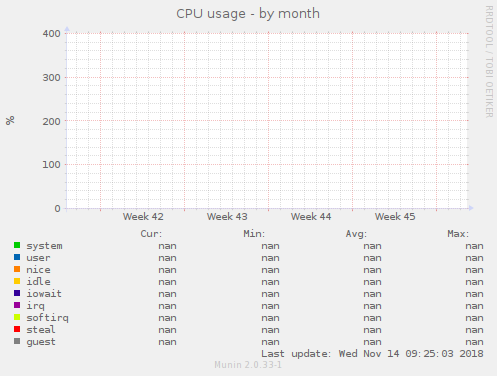 CPU usage - by month
RRDTOOL / TOBI OETIKER
%
400
300
200
100
0
Week 42 Week 43 Week 44 Week 45
Cur: Min: Avg: Max:
system nan nan nan nan
user nan nan nan nan
nice nan nan nan nan
idle nan nan nan nan
iowait nan nan nan nan
irq nan nan nan nan
softirq nan nan nan nan
steal nan nan nan nan
guest nan nan nan nan
Last update: Wed Nov 14 09:25:03 2018
Munin 2.0.33-1